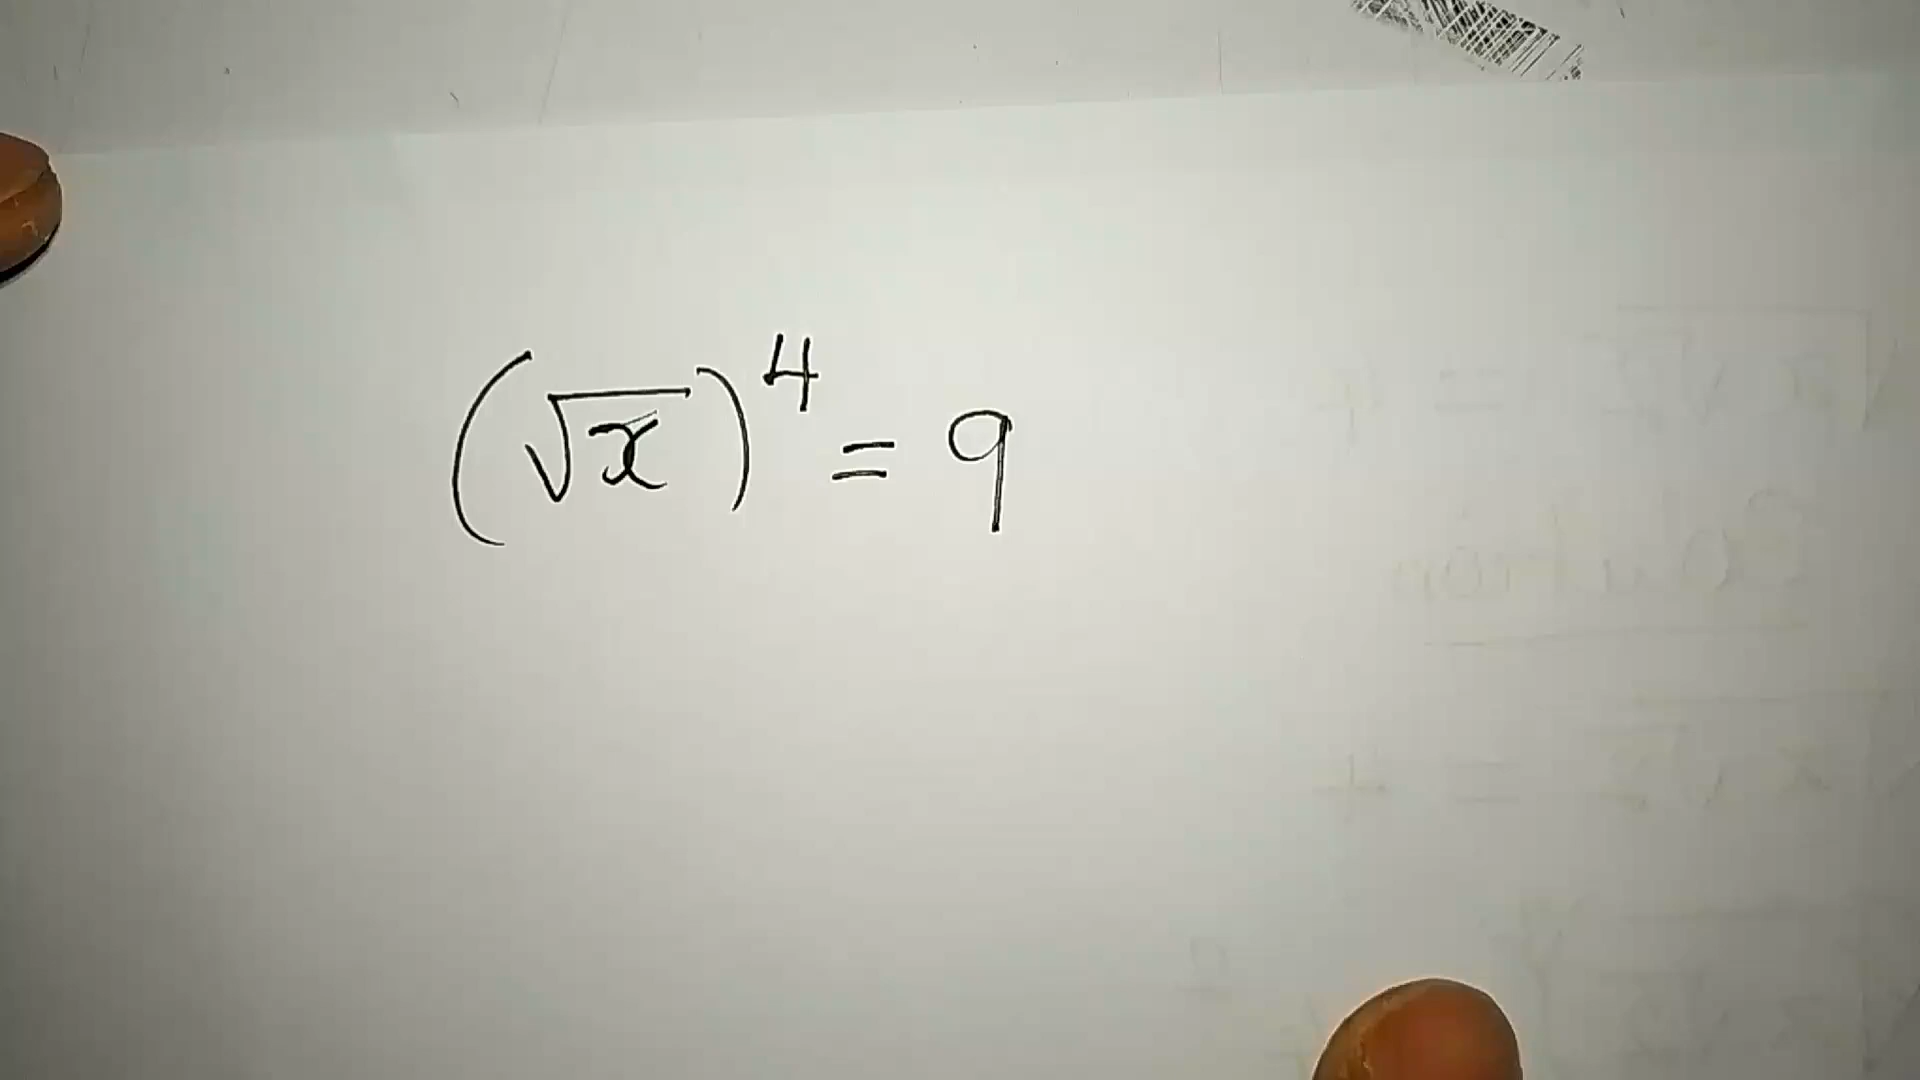 (√x)⁴ = 9